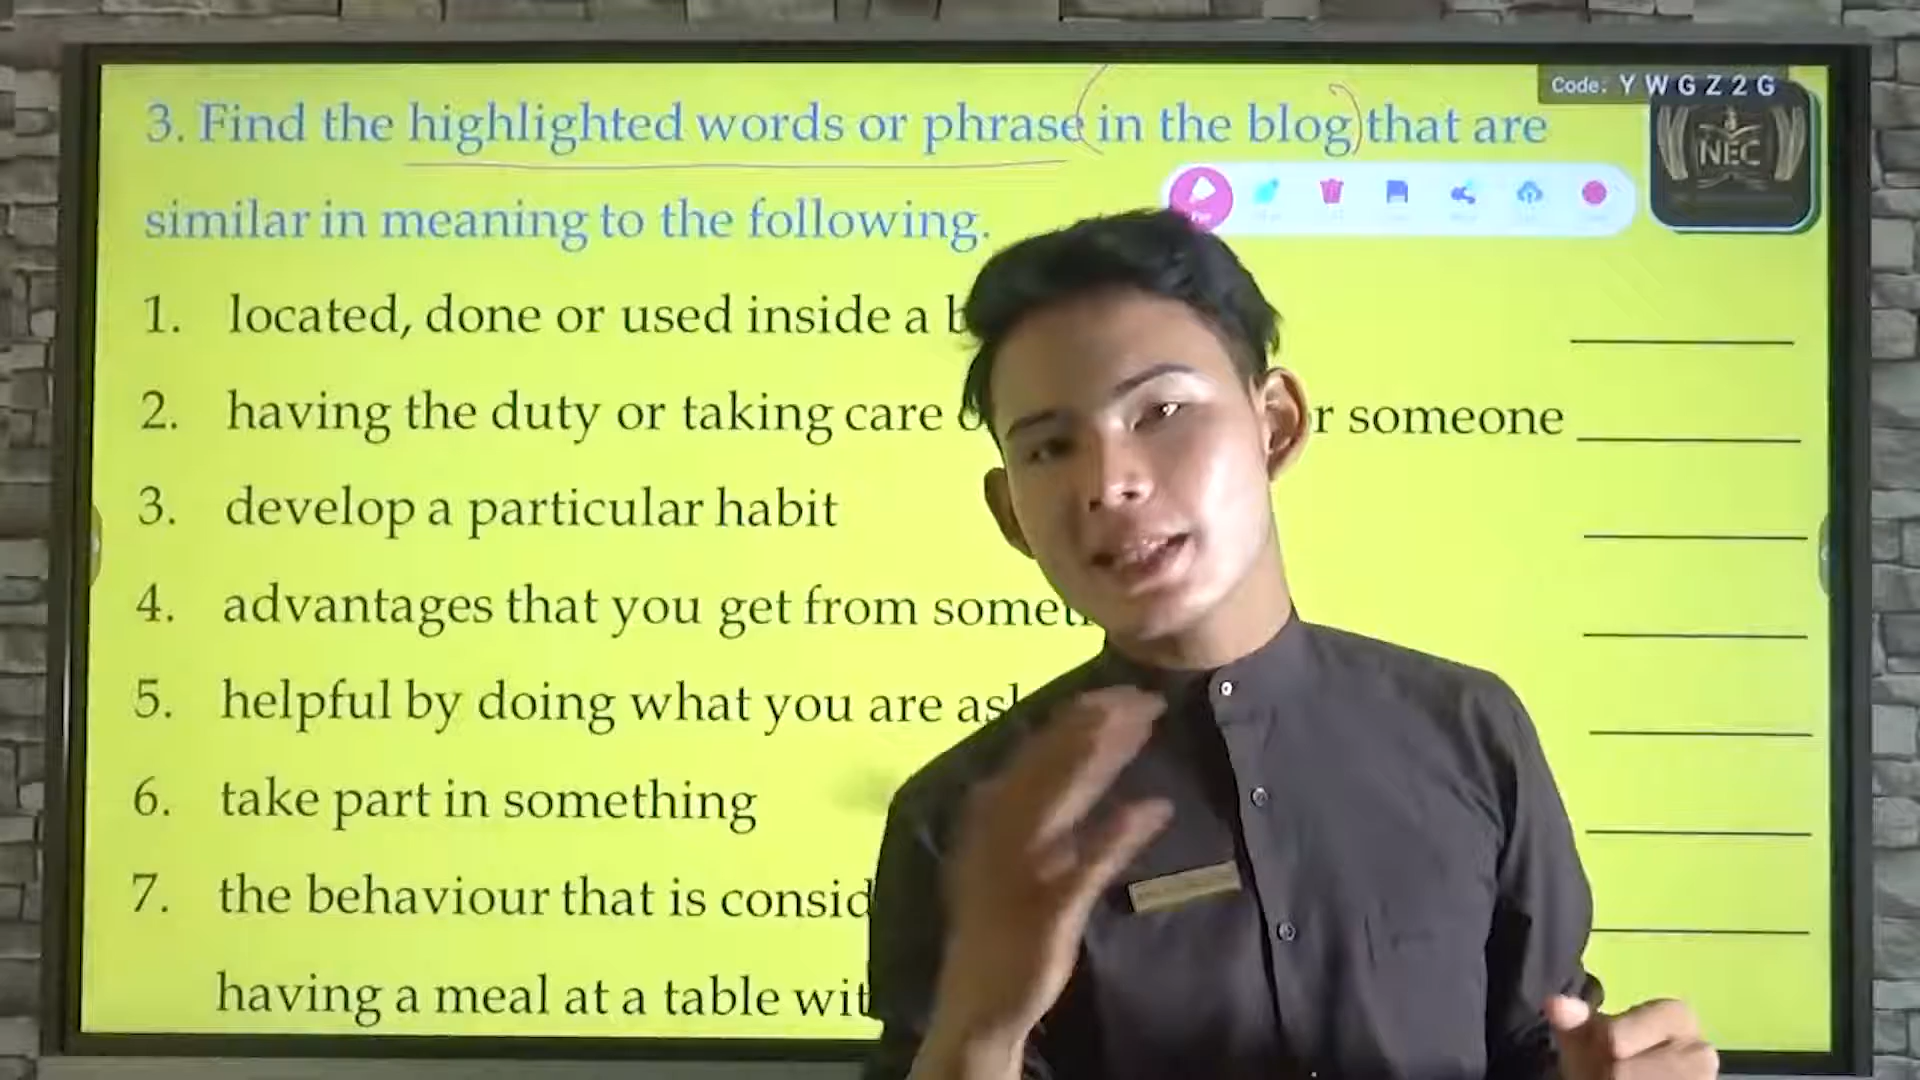 Code: Y W G Z 2 G
NEC
3. Find the highlighted words or phrase in the blog that are
similar in meaning to the following.
1. located, done or used inside a
2. having the duty or taking care someone
3. develop a particular habit
4. advantages that you get from
5. helpful by doing what you are
6. take part in something
7. the behaviour that is
having a meal at a table